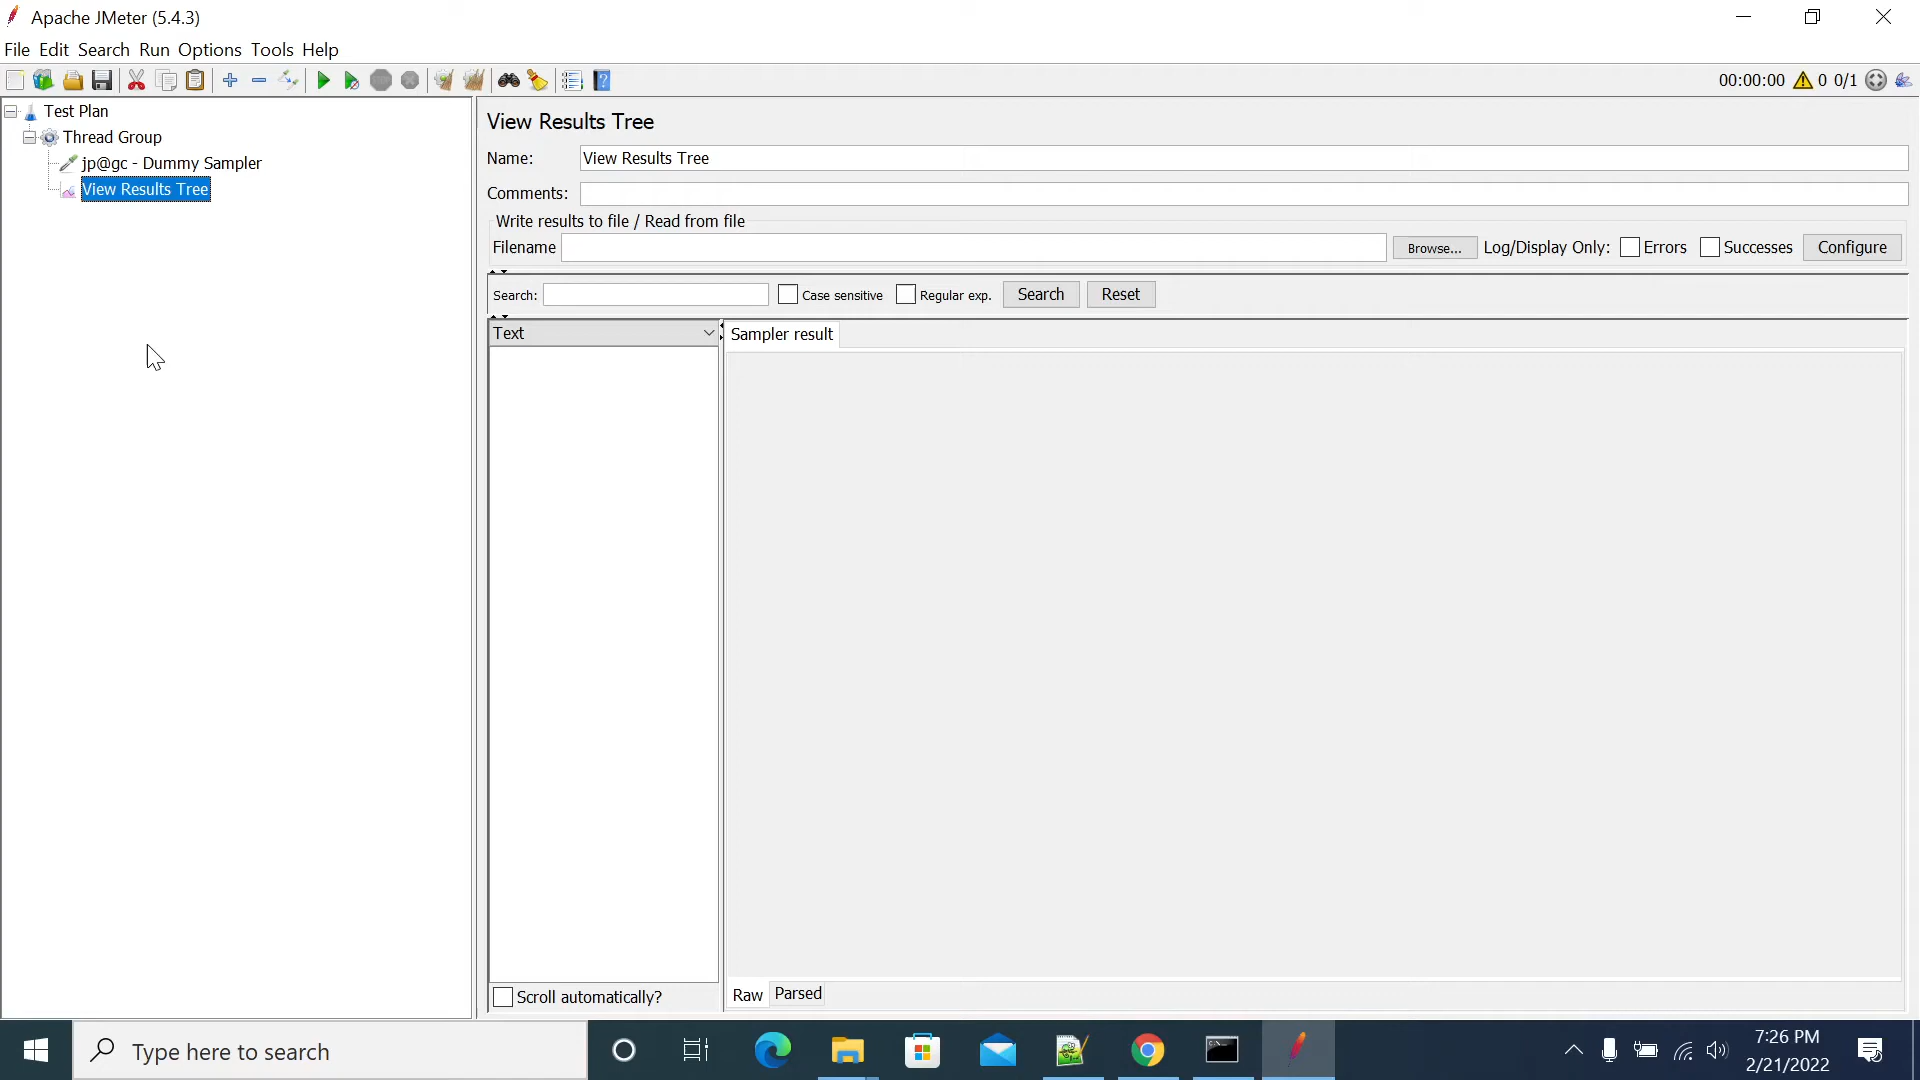 Apache JMeter (5.4.3)
File Edit Search Run Options Tools Help
00:00:00 0 0/1
Test Plan
Thread Group
jp@gc - Dummy Sampler
View Results Tree
View Results Tree
Name: View Results Tree
Comments:
Write results to file / Read from file
Filename Browse... Log/Display Only: Errors Successes Configure
Search: Case sensitive Regular exp. Search Reset
Text
Sampler result
Scroll automatically?
Raw Parsed
Type here to search
7:26 PM
2/21/2022